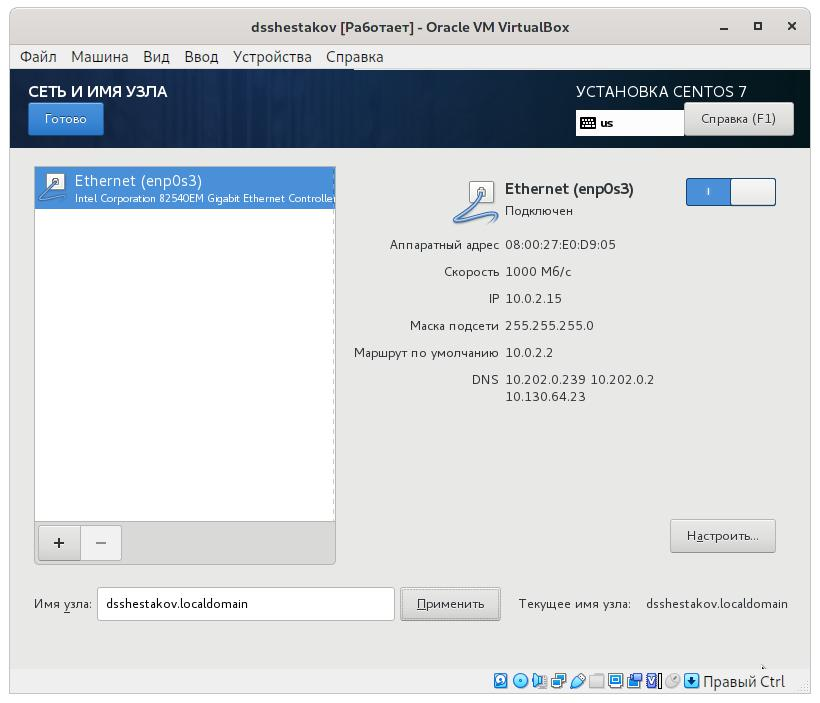 dsshestakov [Работает] - Oracle VM VirtualBox
Файл Машина Вид Ввод Устройства Справка
СЕТЬ И ИМЯ УЗЛА
УСТАНОВКА CENTOS 7
Готово
us
Справка (F1)
Ethernet (enp0s3)
Intel Corporation 82540EM Gigabit Ethernet Controller
Ethernet (enp0s3)
Подключен
Аппаратный адрес 08:00:27:E0:D9:05
Скорость 1000 Мб/с
IP 10.0.2.15
Маска подсети 255.255.255.0
Маршрут по умолчанию 10.0.2.2
DNS 10.202.0.239 10.202.0.2
10.130.64.23
+ −
Настроить...
Имя узла: dsshestakov.localdomain Применить Текущее имя узла: dsshestakov.localdomain
Правый Ctrl